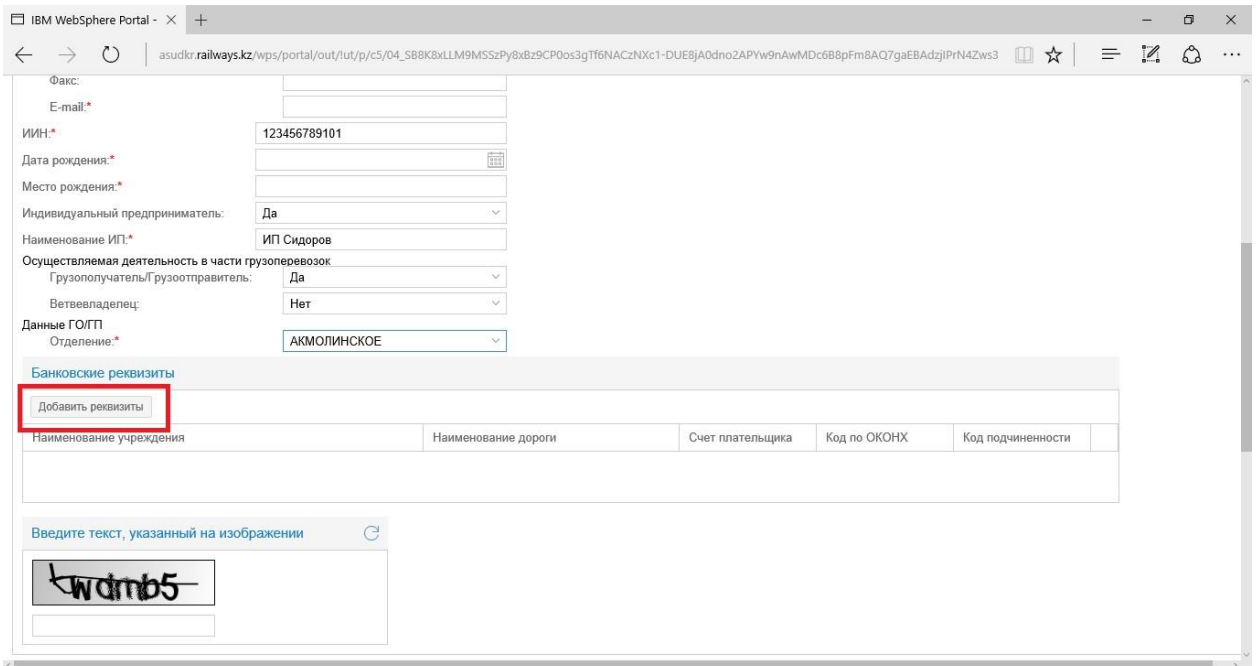 IBM WebSphere Portal -
asudkr.railways.kz/wps/portal/out/!ut/p/c5/04_SB8K8xLLM9MSSzPy8xBz9CP0os3gTf6NACzNXc1-DUE8jA0dno2APYw9nAwMDc6B8pFm8AQ7gaEBAdzjIPrN4Zws3
Факс:
E-mail:*
ИИН:* 123456789101
Дата рождения:*
Место рождения:*
Индивидуальный предприниматель: Да
Наименование ИП:* ИП Сидоров
Осуществляемая деятельность в части грузоперевозок
Грузополучатель/Грузоотправитель: Да
Ветвевладелец: Нет
Данные ГО/ГП
Отделение:* АКМОЛИНСКОЕ
Банковские реквизиты
Добавить реквизиты
Наименование учреждения Наименование дороги Счет плательщика Код по ОКОНХ Код подчиненности
Введите текст, указанный на изображении